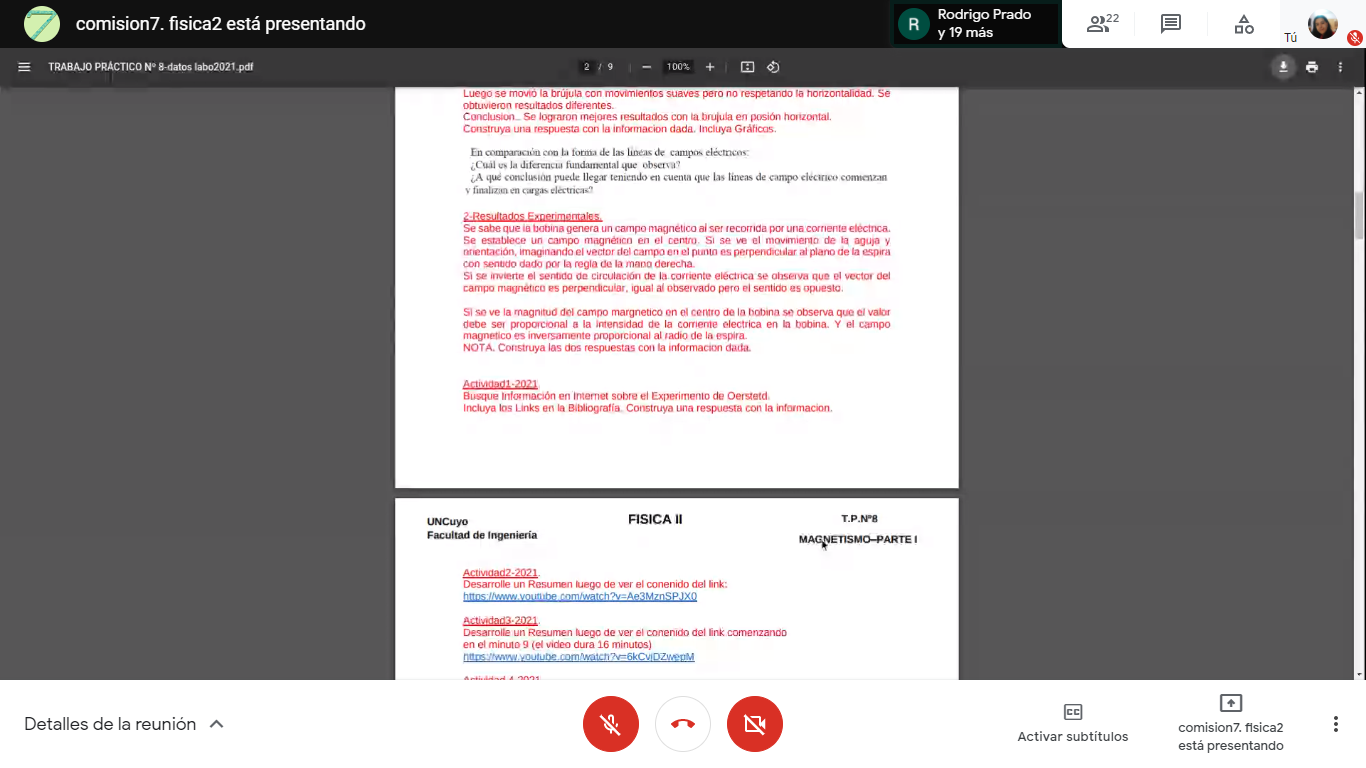 comision7. fisica2 está presentando
R
Rodrigo Prado
y 19 más
22
Tú
TRABAJO PRÁCTICO Nº 8-datos labo2021.pdf
2 / 9
100%
Luego se movió la brújula con movimientos suaves pero no respetando la horizontalidad. Se
obtuvieron resultados diferentes.
Conclusion.. Se lograron mejores resultados con la brujula en posión horizontal.
Construya una respuesta con la informacion dada. Incluya Gráficos.
En comparación con la forma de las líneas de campos eléctricos:
¿Cuál es la diferencia fundamental que observa?
¿A qué conclusión puede llegar teniendo en cuenta que las líneas de campo eléctrico comienzan
y finalizan en cargas eléctricas?
2-Resultados Experimentales.
Se sabe que la bobina genera un campo magnético al ser recorrida por una corriente eléctrica.
Se establece un campo magnético en el centro. Si se ve el movimiento de la aguja y
orientación, imaginando el vector del campo en el punto es perpendicular al plano de la espira
con sentido dado por la regla de la mano derecha.
Si se invierte el sentido de circulación de la corriente eléctrica se observa que el vector del
campo magnético es perpendicular, igual al observado pero el sentido es opuesto.
Si se ve la magnitud del campo margnetico en el centro de la bobina se observa que el valor
debe ser proporcional a la intensidad de la corriente electrica en la bobina. Y el campo
magnetico es inversamente proporcional al radio de la espira.
NOTA. Construya las dos respuestas con la informacion dada.
Actividad1-2021.
Busque Información en Internet sobre el Experimento de Oerstetd.
Incluya los Links en la Bibliografía. Construya una respuesta con la informacion.
UNCuyo
Facultad de Ingeniería
FISICA II
T.P.Nº8
MAGNETISMO–PARTE I
Actividad2-2021.
Desarrolle un Resumen luego de ver el conenido del link:
https://www.youtube.com/watch?v=Ae3MznSPJX0
Actividad3-2021.
Desarrolle un Resumen luego de ver el conenido del link comenzando
en el minuto 9 (el video dura 16 minutos)
https://www.youtube.com/watch?v=6kCvjDZwepM
Actividad 4-2021
Detalles de la reunión
CC
Activar subtítulos
comision7. fisica2
está presentando